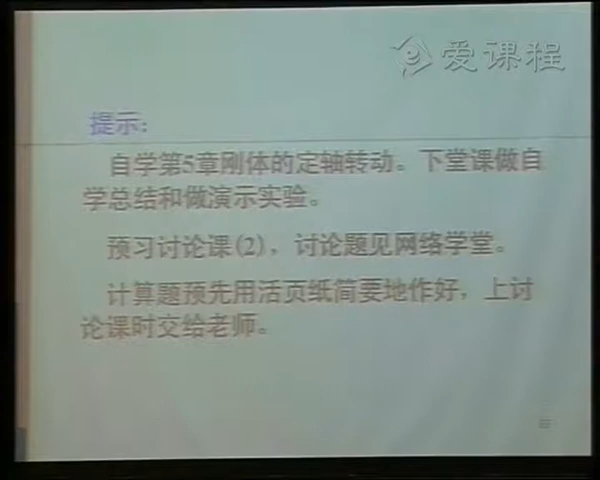 爱课程
提示:
自学第5章刚体的定轴转动。下堂课做自
学总结和做演示实验。
预习讨论课(2)，讨论题见网络学堂。
计算题预先用活页纸简要地作好，上讨
论课时交给老师。